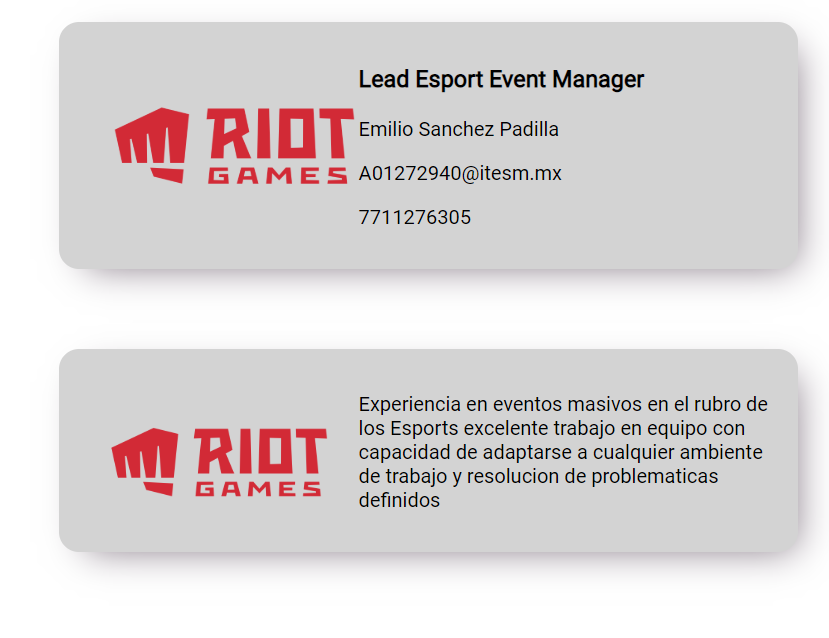 Lead Esport Event Manager
RIOT
GAMES
Emilio Sanchez Padilla
A01272940@itesm.mx
7711276305
RIOT
GAMES
Experiencia en eventos masivos en el rubro de
los Esports excelente trabajo en equipo con
capacidad de adaptarse a cualquier ambiente
de trabajo y resolucion de problematicas
definidos